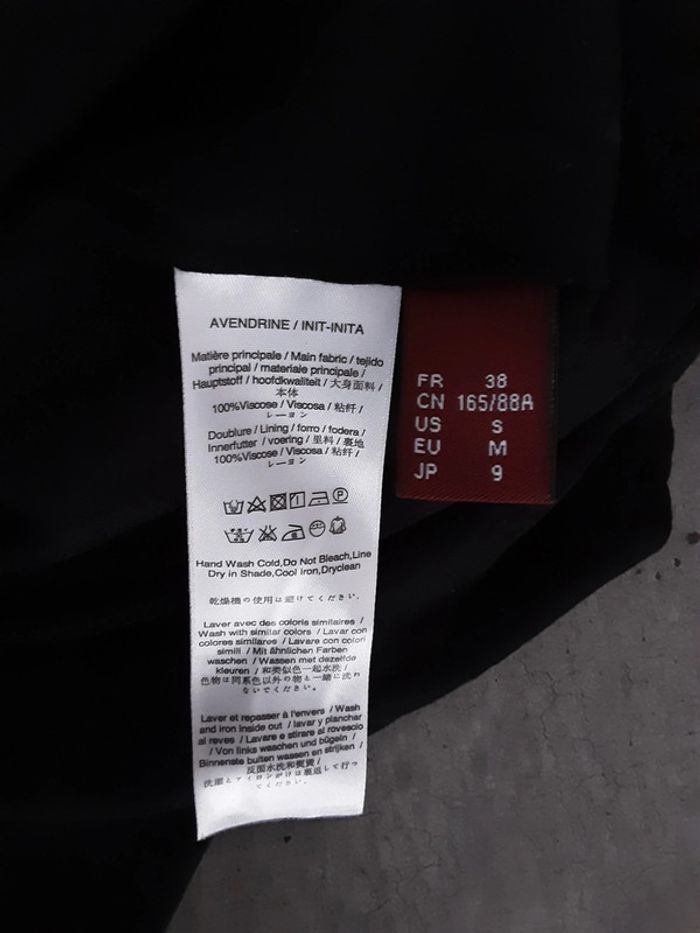 AVENDRINE / INIT-INITA
Matière principale / Main fabric / tejido
principal / materiale principale /
Hauptstoff / hoofdkwaliteit / 大身面料 /
本体
100%Viscose / Viscosa / 粘纤 /
レーヨン
Doublure / Lining / forro / fodera /
Innerfutter / voering / 里料 / 裏地
100%Viscose / Viscosa / 粘纤 /
レーヨン
P
Hand Wash Cold,Do Not Bleach,Line
Dry in Shade,Cool Iron,Dryclean
乾燥機の使用は避けてください。
Laver avec des coloris similaires /
Wash with similar colors / Lavar con
colores similares / Lavare con colori
simili / Mit ähnlichen Farben
waschen / Wassen met dezelfde
kleuren / 和类似色一起水洗 /
色物は同系色以外の物と一緒に洗わ
ないでください。
Laver et repasser à l'envers / Wash
and iron inside out / lavar y planchar
al reves / Lavare e stirare al rovescio
/ Von links waschen und bügeln /
Binnenste buiten wassen en strijken /
反面水洗和熨烫 /
洗濯とアイロンがけは裏返して行っ
てください。
FR 38
CN 165/88A
US S
EU M
JP 9